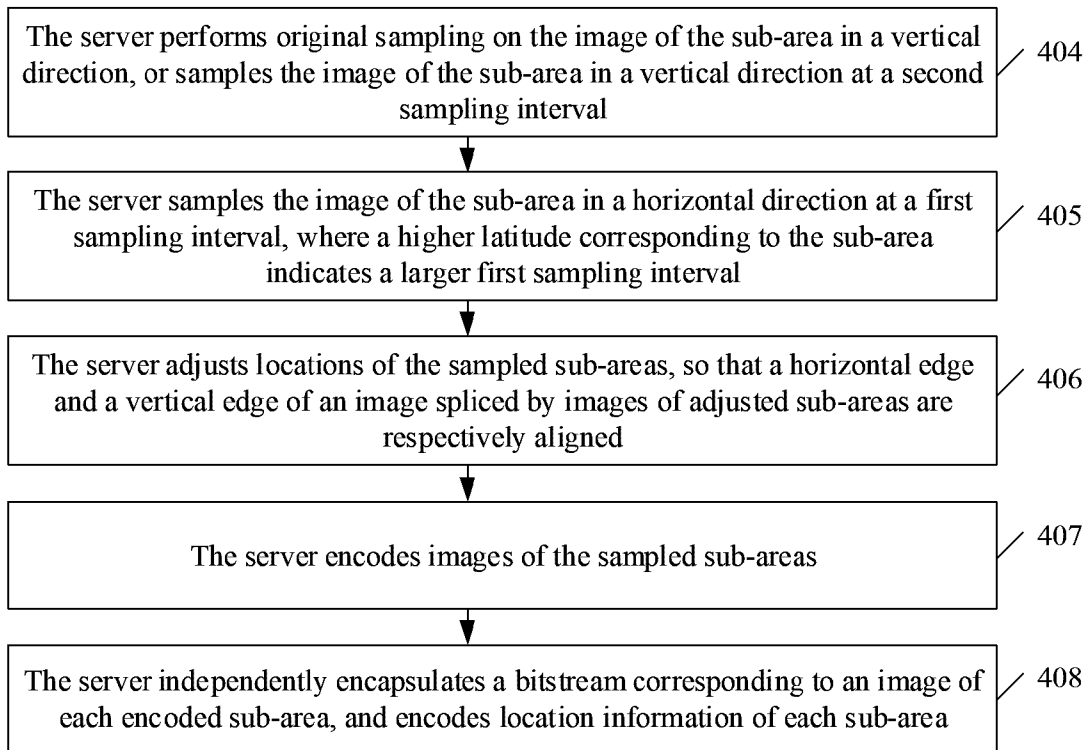 The server performs original sampling on the image of the sub-area in a vertical
direction, or samples the image of the sub-area in a vertical direction at a second
sampling interval
404
The server samples the image of the sub-area in a horizontal direction at a first
sampling interval, where a higher latitude corresponding to the sub-area
indicates a larger first sampling interval
405
The server adjusts locations of the sampled sub-areas, so that a horizontal edge
and a vertical edge of an image spliced by images of adjusted sub-areas are
respectively aligned
406
The server encodes images of the sampled sub-areas
407
The server independently encapsulates a bitstream corresponding to an image of
each encoded sub-area, and encodes location information of each sub-area
408